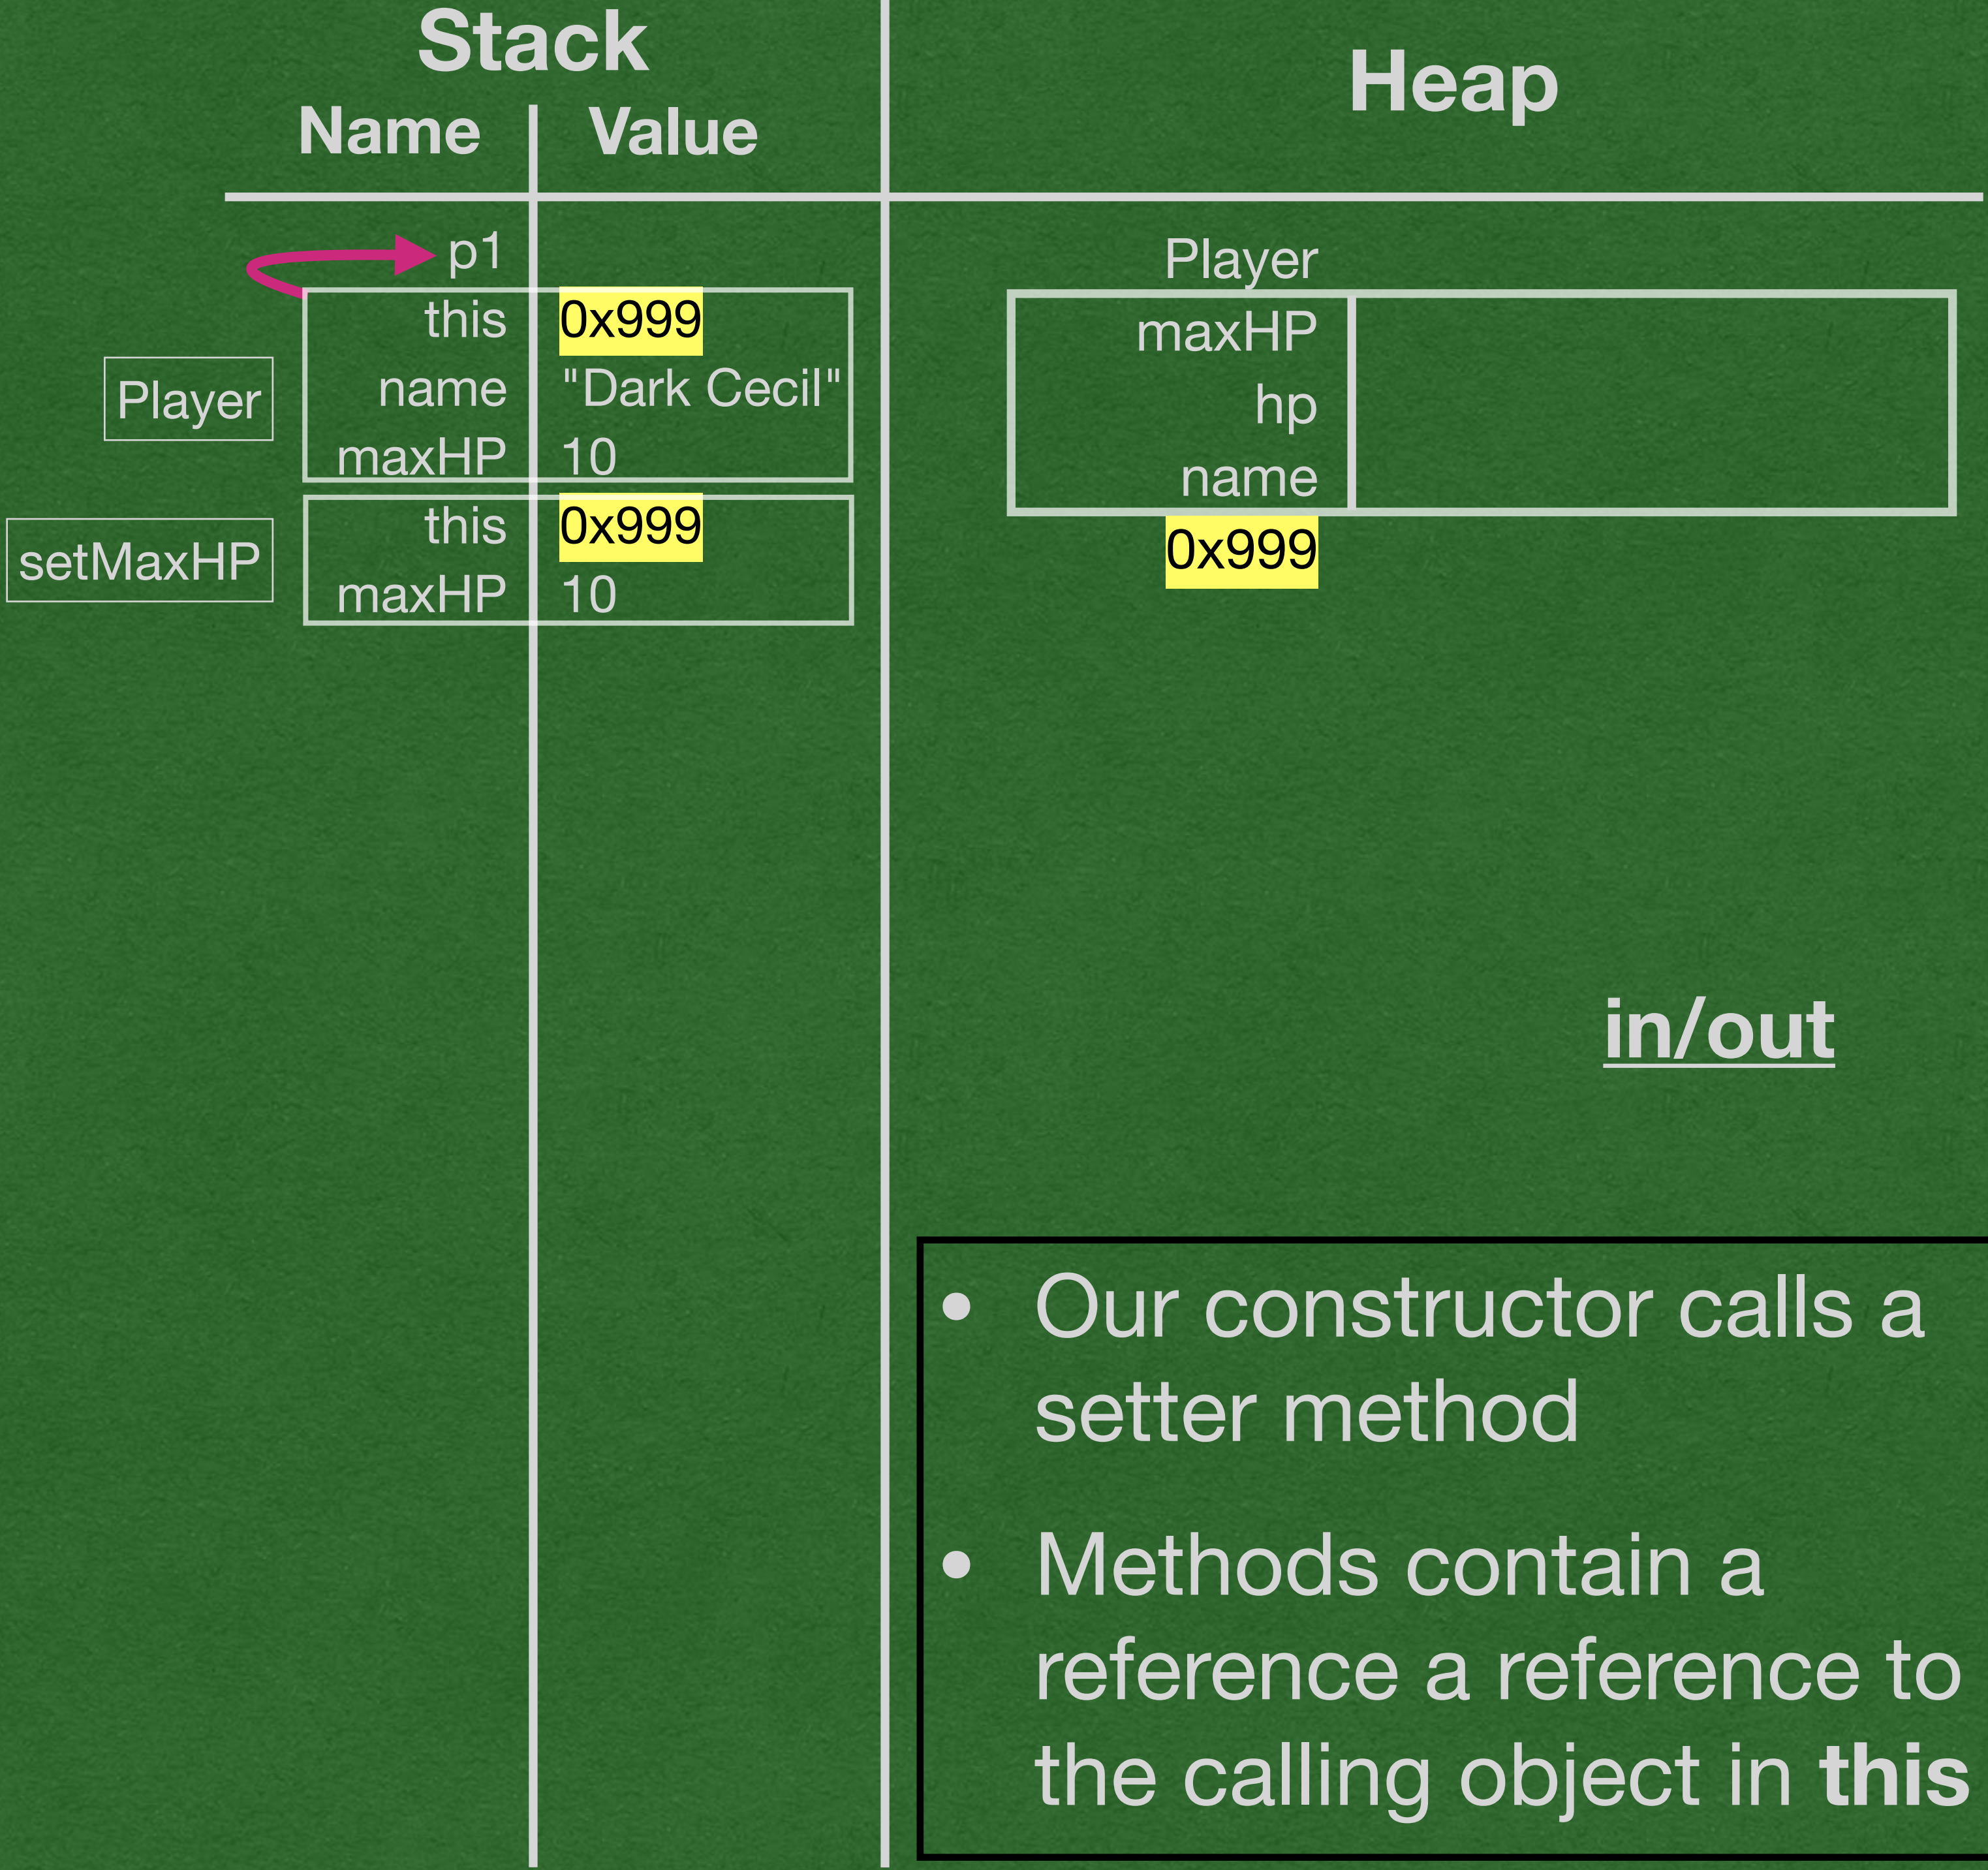 Stack
Heap
Name Value
p1
Player
this 0x999
name "Dark Cecil"
maxHP 10
Player
maxHP
hp
name
0x999
setMaxHP
this 0x999
maxHP 10
in/out
• Our constructor calls a
setter method
• Methods contain a
reference a reference to
the calling object in this